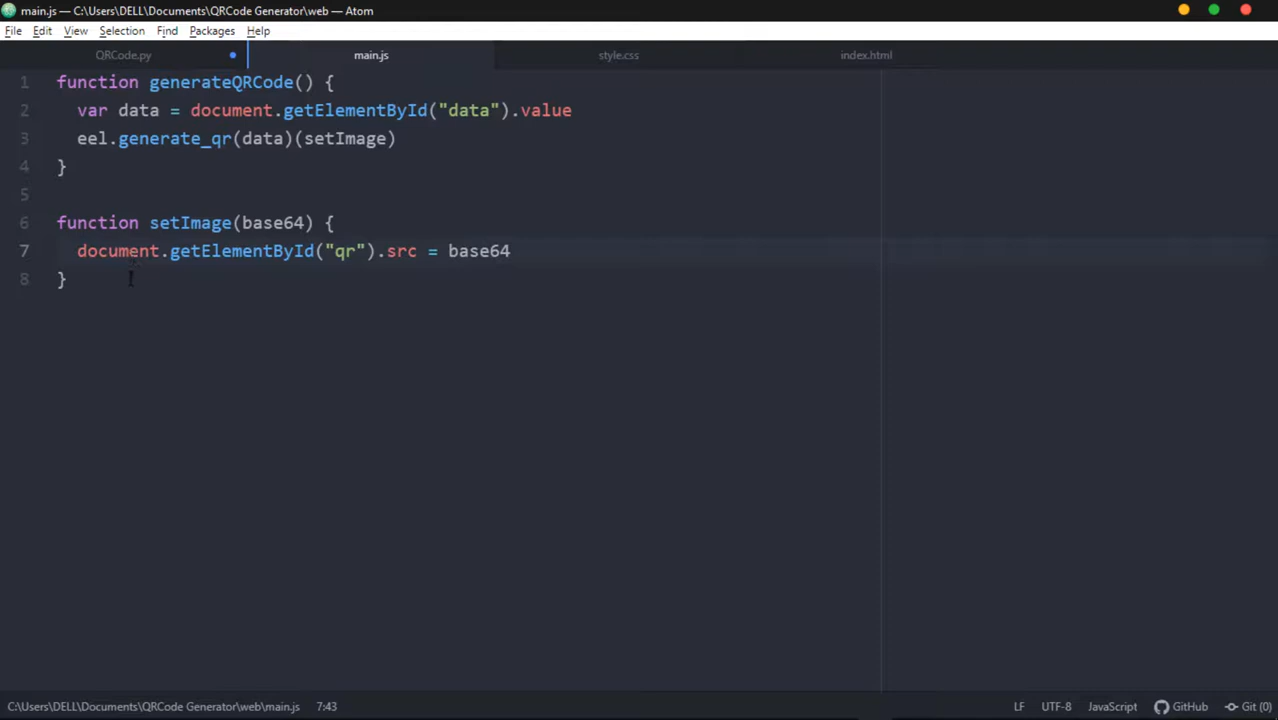 main.js — C:\Users\DELL\Documents\QRCode Generator\web — Atom
File Edit View Selection Find Packages Help
QRCode.py main.js style.css index.html
1 function generateQRCode() {
2 var data = document.getElementById("data").value
3 eel.generate_qr(data)(setImage)
4 }
5
6 function setImage(base64) {
7 document.getElementById("qr").src = base64
8 }
C:\Users\DELL\Documents\QRCode Generator\web\main.js 7:43 LF UTF-8 JavaScript GitHub Git (0)